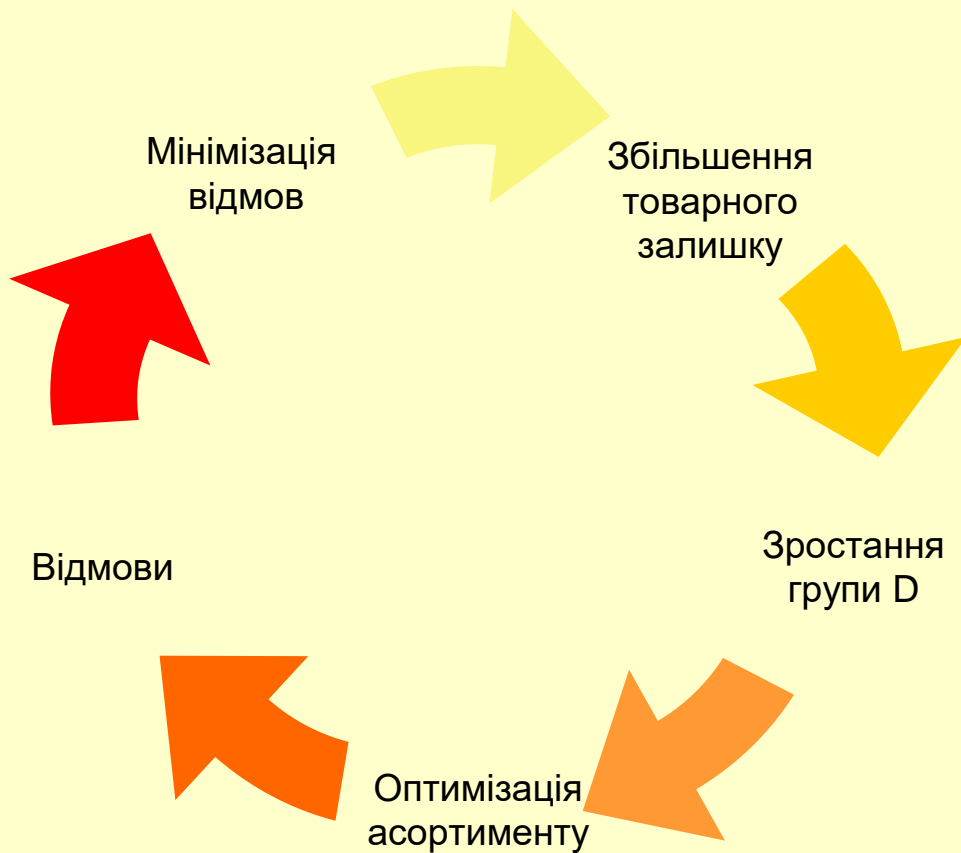 Мінімізація
відмов
Збільшення
товарного
залишку
Зростання
групи D
Оптимізація
асортименту
Відмови